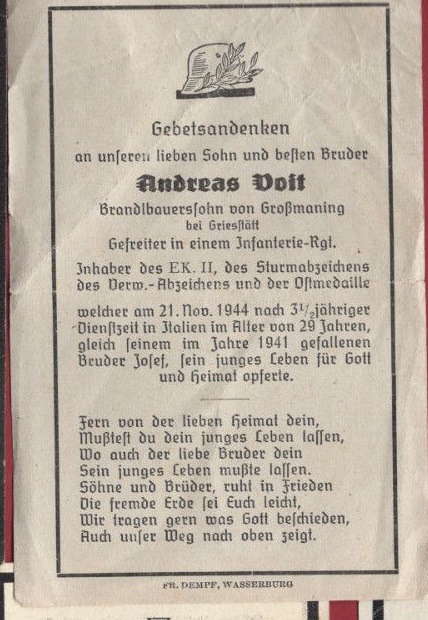 Gebetsandenken
an unseren lieben Sohn und besten Bruder
Andreas Voit
Brandlbauerssohn von Großmaning
bei Griesstätt
Gefreiter in einem Infanterie-Rgt.
Inhaber des EK. II, des Sturmabzeichens
des Verw.-Abzeichens und der Ostmedaille
welcher am 21. Nov. 1944 nach 3½jähriger
Dienstzeit in Italien im Alter von 29 Jahren,
gleich seinem im Jahre 1941 gefallenen
Bruder Josef, sein junges Leben für Gott
und Heimat opferte.
Fern von der lieben Heimat dein,
Mußtest du dein junges Leben lassen,
Wo auch der liebe Bruder dein
Sein junges Leben mußte lassen.
Söhne und Brüder, ruht in Frieden
Die fremde Erde sei Euch leicht,
Wir tragen gern was Gott beschieden,
Auch unser Weg nach oben zeigt.
FR. DEMPF, WASSERBURG